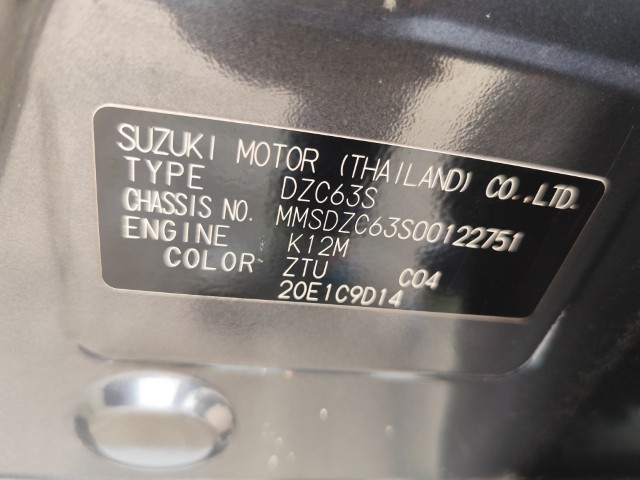 SUZUKI MOTOR (THAILAND) CO.,LTD.
TYPE DZC63S
CHASSIS NO. MMSDZC63S00122751
ENGINE K12M
COLOR ZTU C04
20E1C9D14